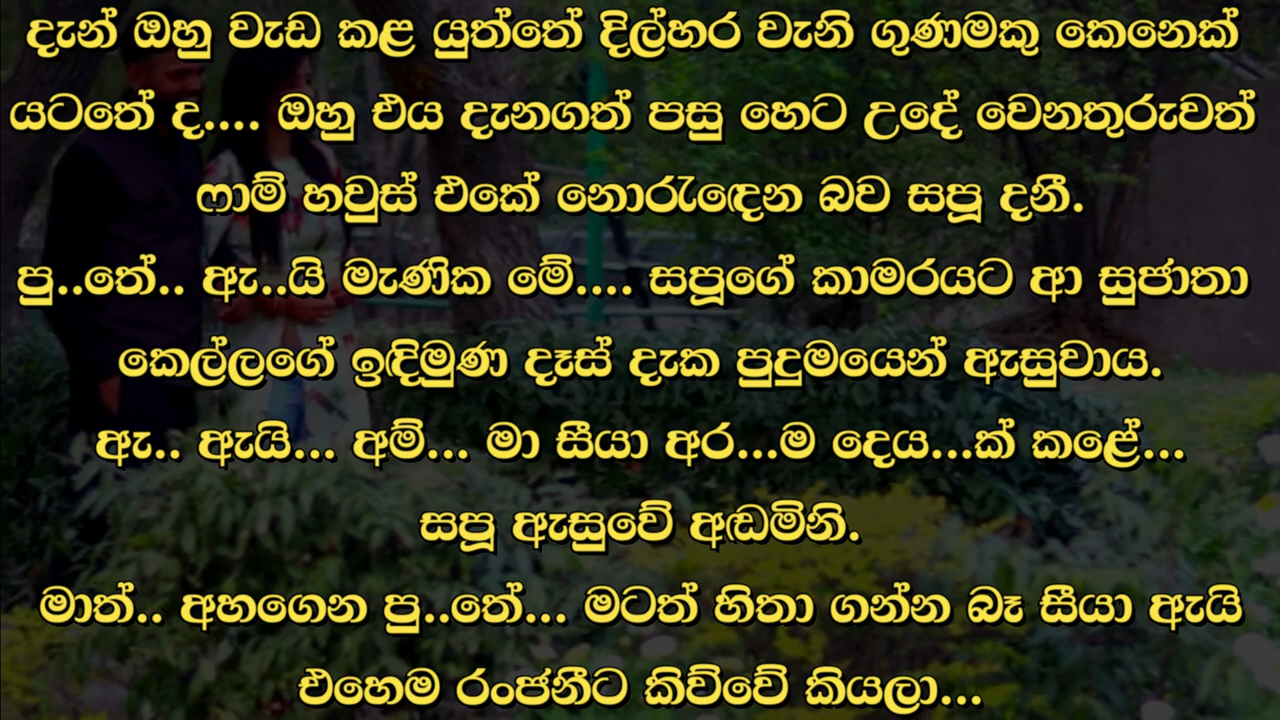 දැන් ඔහු වැඩ කළ යුත්තේ දිල්හර වැනි ගුණමකු කෙනෙක්
යටතේ ද.... ඔහු එය දැනගත් පසු හෙට උදේ වෙනතුරුවත්
ෆාම් හවුස් එකේ නොරැඳෙන බව සපූ දනී.
පු..තේ.. ඇ..යි මැණික මේ.... සපූගේ කාමරයට ආ සුජාතා
කෙල්ලගේ ඉඳිමුණ දෑස් දැක පුදුමයෙන් ඇසුවාය.
ඇ.. ඇයි... අම්... මා සීයා අර...ම දෙය...ක් කළේ...
සපූ ඇසුවේ අඬමිනි.
මාත්.. අහගෙන පු..තේ... මටත් හිතා ගන්න බෑ සීයා ඇයි
එහෙම රංජනීට කිව්වේ කියලා...